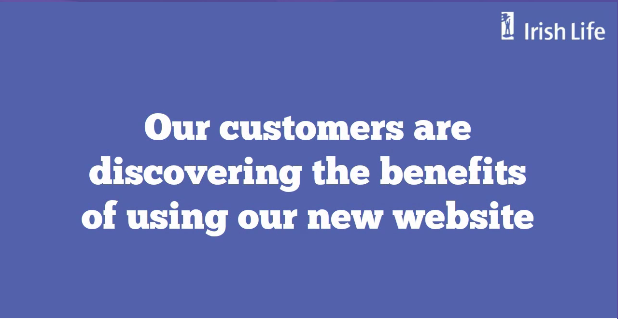 Irish Life
Our customers are
discovering the benefits
of using our new website